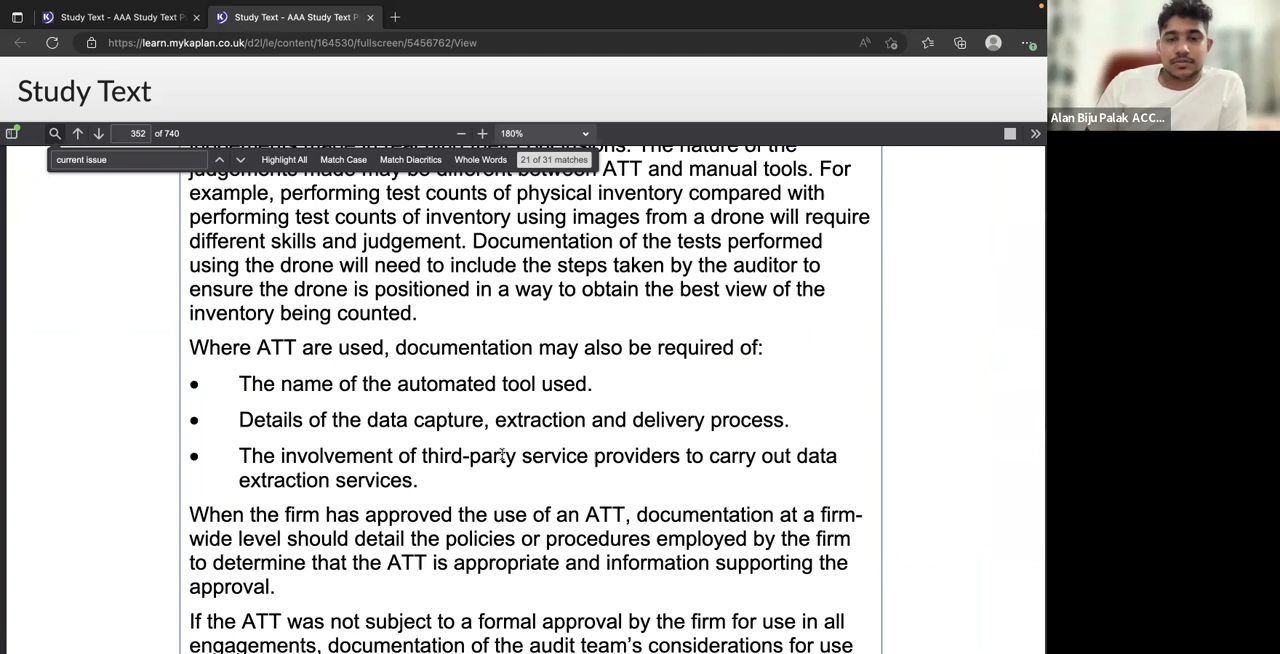 Study Text - AAA Study Text P
Study Text - AAA Study Text P
https://learn.mykaplan.co.uk/d2l/le/content/164530/fullscreen/5456762/View
Study Text
352 of 740
180%
current issue
Highlight All Match Case Match Diacritics Whole Words 21 of 31 matches
Alan Biju Palak ACC...
The nature of the
judgements made may be different between ATT and manual tools. For
example, performing test counts of physical inventory compared with
performing test counts of inventory using images from a drone will require
different skills and judgement. Documentation of the tests performed
using the drone will need to include the steps taken by the auditor to
ensure the drone is positioned in a way to obtain the best view of the
inventory being counted.
Where ATT are used, documentation may also be required of:
• The name of the automated tool used.
• Details of the data capture, extraction and delivery process.
• The involvement of third-party service providers to carry out data
extraction services.
When the firm has approved the use of an ATT, documentation at a firm-
wide level should detail the policies or procedures employed by the firm
to determine that the ATT is appropriate and information supporting the
approval.
If the ATT was not subject to a formal approval by the firm for use in all
engagements, documentation of the audit team's considerations for use